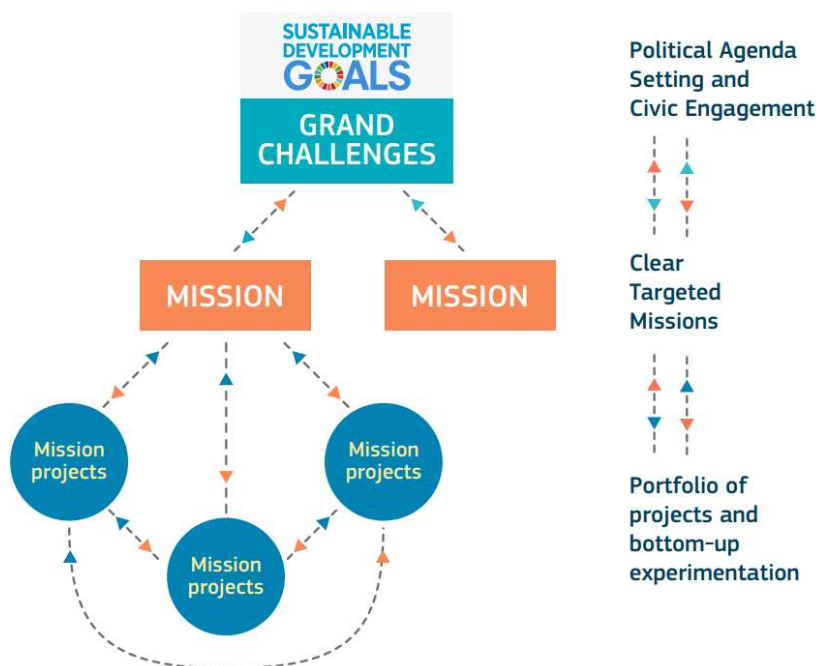 SUSTAINABLE
DEVELOPMENT
GOALS
GRAND
CHALLENGES
MISSION
MISSION
Mission
projects
Mission
projects
Mission
projects
Political Agenda
Setting and
Civic Engagement
Clear
Targeted
Missions
Portfolio of
projects and
bottom-up
experimentation